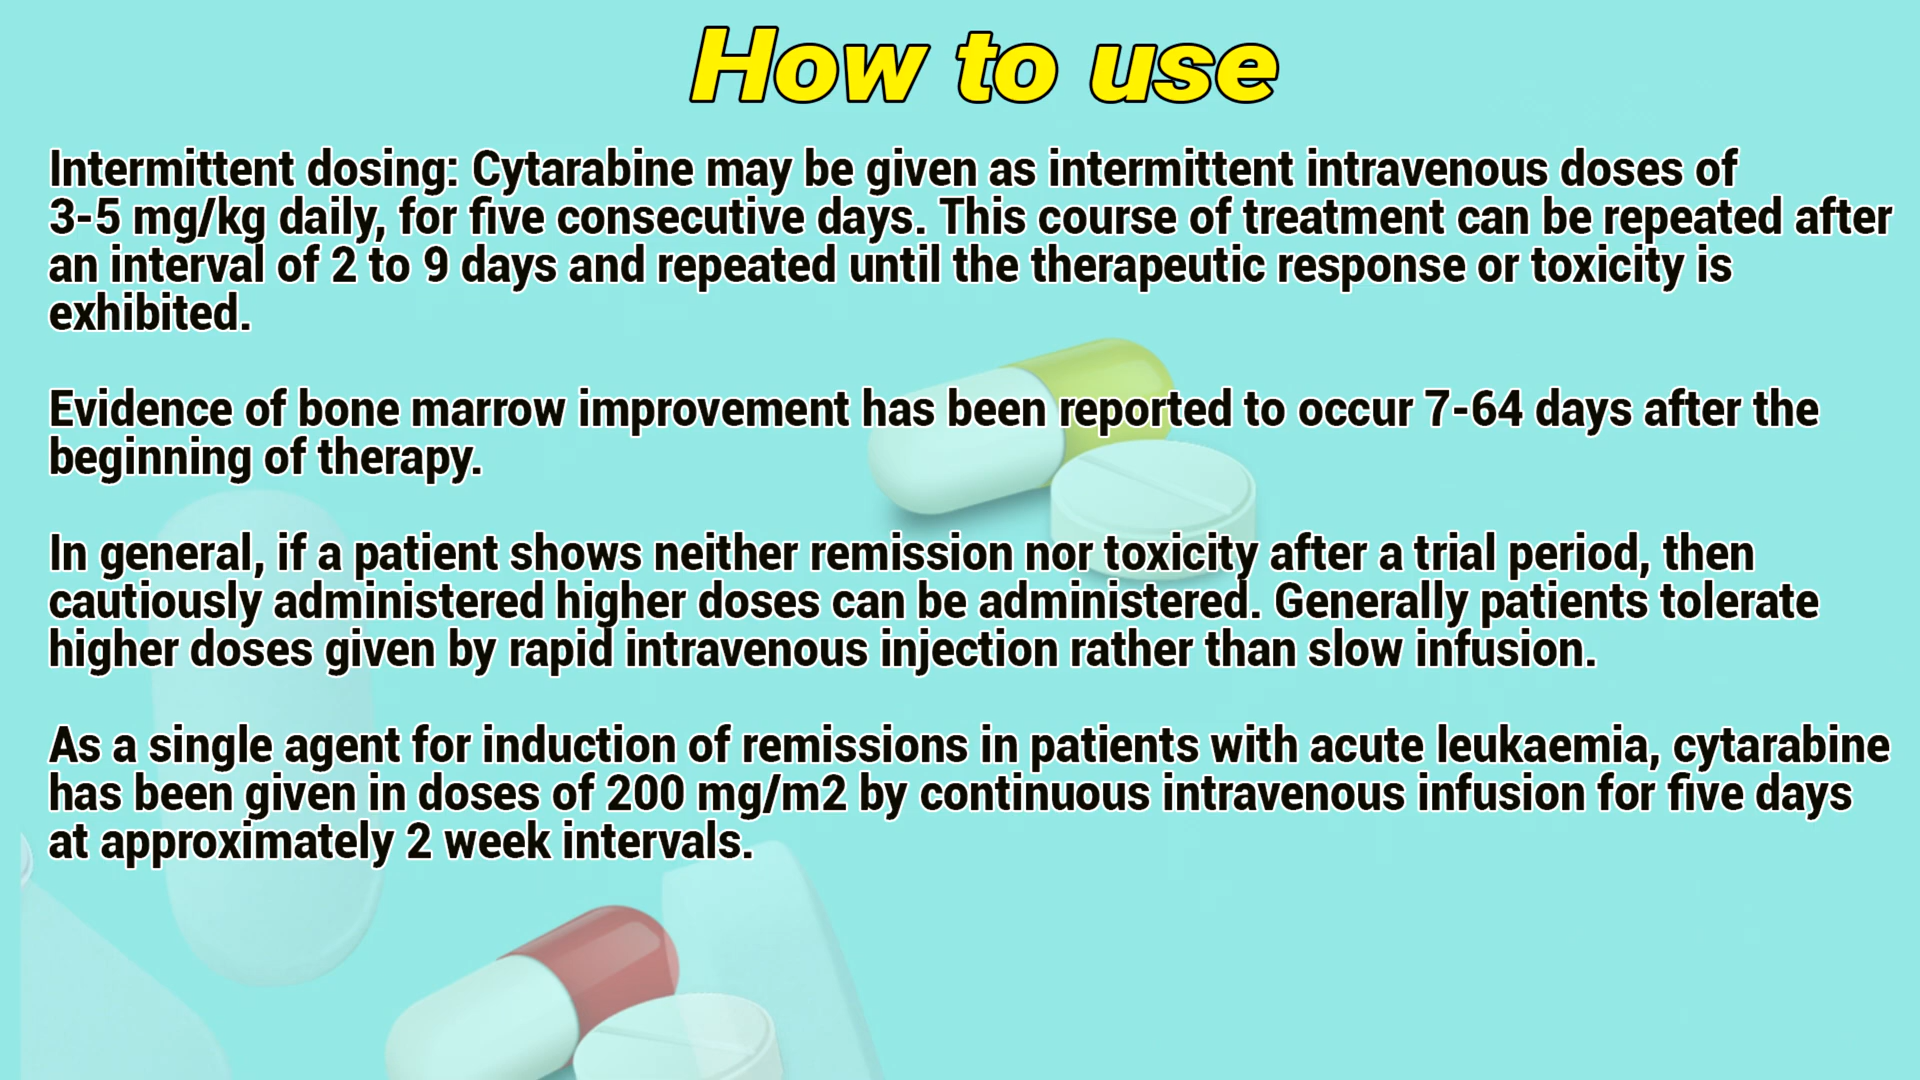 How to use
Intermittent dosing: Cytarabine may be given as intermittent intravenous doses of
3-5 mg/kg daily, for five consecutive days. This course of treatment can be repeated after
an interval of 2 to 9 days and repeated until the therapeutic response or toxicity is
exhibited.
Evidence of bone marrow improvement has been reported to occur 7-64 days after the
beginning of therapy.
In general, if a patient shows neither remission nor toxicity after a trial period, then
cautiously administered higher doses can be administered. Generally patients tolerate
higher doses given by rapid intravenous injection rather than slow infusion.
As a single agent for induction of remissions in patients with acute leukaemia, cytarabine
has been given in doses of 200 mg/m2 by continuous intravenous infusion for five days
at approximately 2 week intervals.